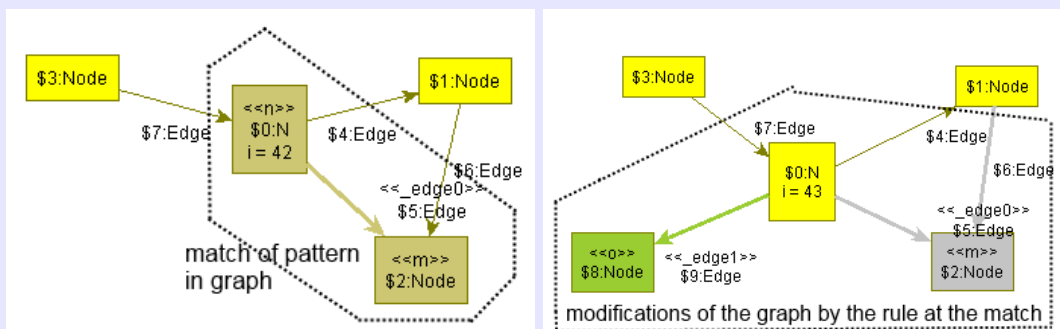 $3:Node
$1:Node
<<n>>
$0:N
i = 42
$7:Edge
$4:Edge
$6:Edge
<<_edge0>>
$5:Edge
match of pattern
in graph
<<m>>
$2:Node
$3:Node
$1:Node
$7:Edge
$4:Edge
$0:N
i = 43
$6:Edge
<<_edge0>>
$5:Edge
<<o>>
$8:Node
<<_edge1>>
$9:Edge
<<m>>
$2:Node
modifications of the graph by the rule at the match